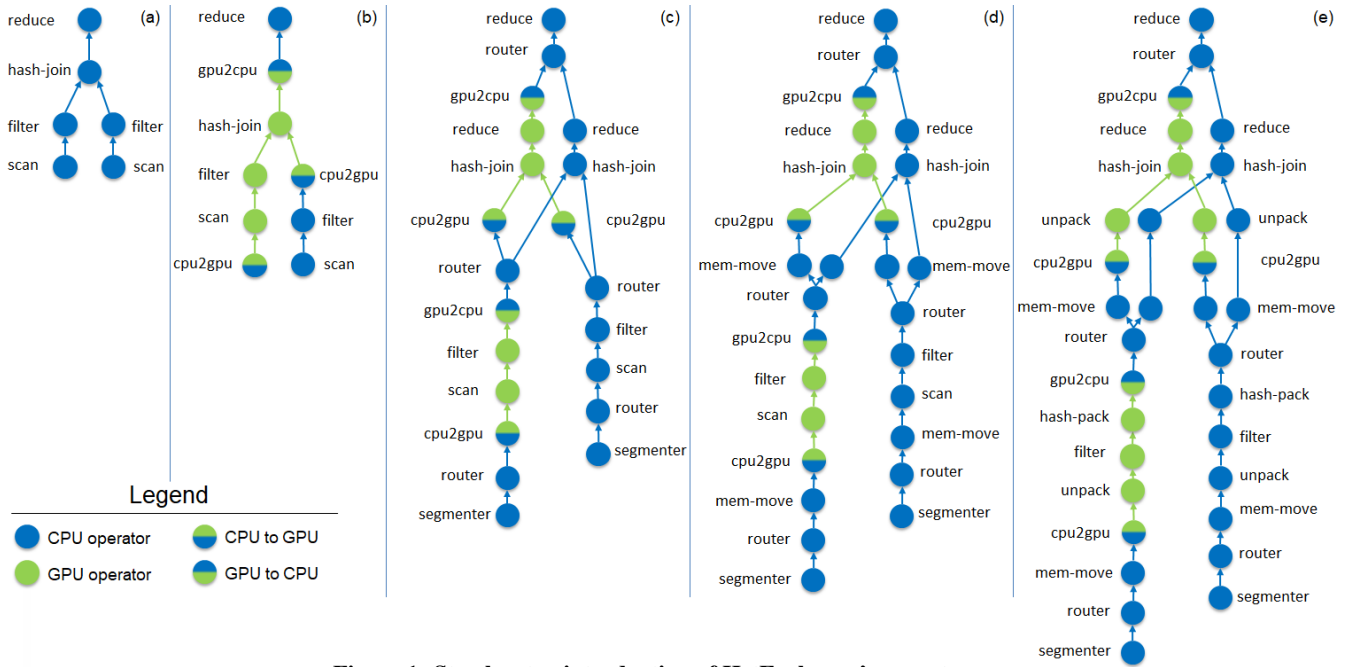 (a)
reduce
hash-join
filter
filter
scan
scan
(b)
reduce
gpu2cpu
hash-join
filter
cpu2gpu
scan
filter
cpu2gpu
scan
(c)
reduce
router
gpu2cpu
reduce
reduce
hash-join
hash-join
cpu2gpu
cpu2gpu
router
router
gpu2cpu
filter
filter
scan
scan
router
cpu2gpu
segmenter
router
segmenter
(d)
reduce
router
gpu2cpu
reduce
reduce
hash-join
hash-join
cpu2gpu
cpu2gpu
mem-move
mem-move
router
router
gpu2cpu
filter
filter
scan
scan
mem-move
cpu2gpu
router
mem-move
segmenter
router
segmenter
(e)
reduce
router
gpu2cpu
reduce
reduce
hash-join
hash-join
unpack
unpack
cpu2gpu
cpu2gpu
mem-move
mem-move
router
router
gpu2cpu
hash-pack
hash-pack
filter
filter
unpack
unpack
mem-move
cpu2gpu
router
mem-move
segmenter
router
segmenter
Legend
CPU operator
CPU to GPU
GPU operator
GPU to CPU